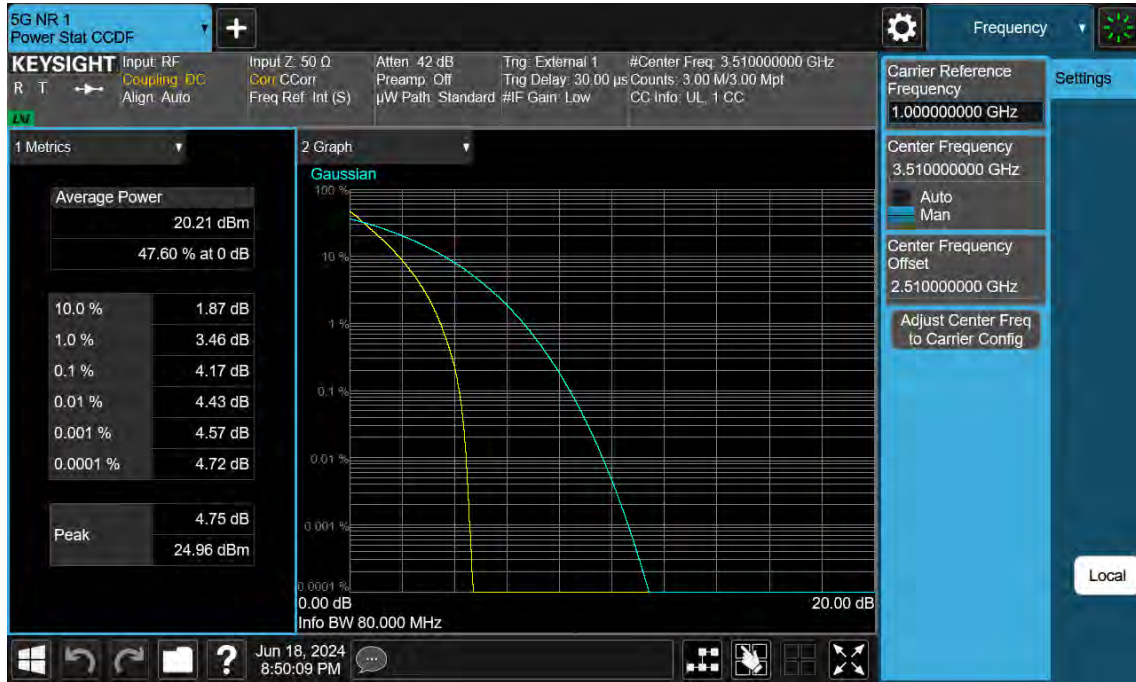 5G NR 1
Power Stat CCDF
+
Frequency
KEYSIGHT
R T
LXI
Input: RF
Coupling: DC
Align: Auto
Input Z: 50 Ω
Corr CCorr
Freq Ref: Int (S)
Atten: 42 dB
Preamp: Off
µW Path: Standard
Trig: External 1
Trig Delay: 30.00 µs
#IF Gain: Low
#Center Freq: 3.510000000 GHz
Counts: 3.00 M/3.00 Mpt
CC Info: UL, 1 CC
1 Metrics
Average Power
20.21 dBm
47.60 % at 0 dB
10.0 % 1.87 dB
1.0 % 3.46 dB
0.1 % 4.17 dB
0.01 % 4.43 dB
0.001 % 4.57 dB
0.0001 % 4.72 dB
Peak
4.75 dB
24.96 dBm
2 Graph
Gaussian
100 %
10 %
1 %
0.1 %
0.01 %
0.001 %
0.0001 %
0.00 dB 20.00 dB
Info BW 80.000 MHz
Carrier Reference
Frequency
1.000000000 GHz
Center Frequency
3.510000000 GHz
Auto
Man
Center Frequency
Offset
2.510000000 GHz
Adjust Center Freq
to Carrier Config
Settings
Local
?
Jun 18, 2024
8:50:09 PM